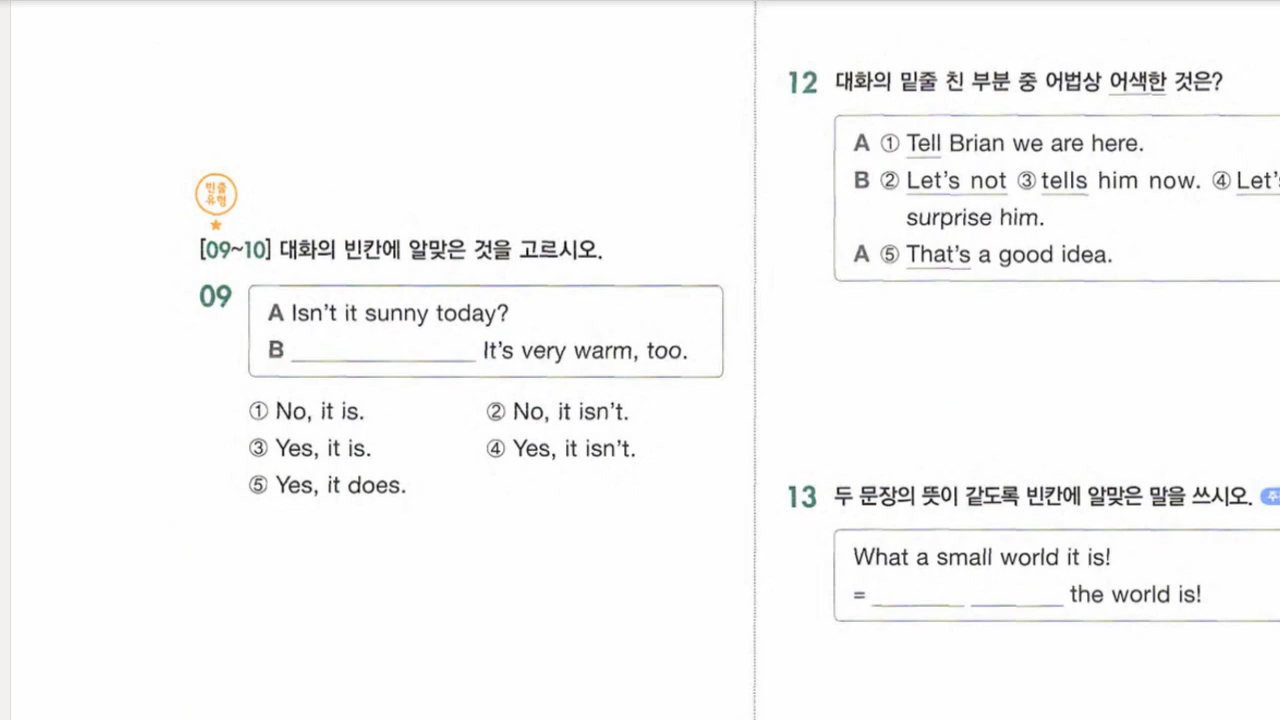 빈출
유형
[09~10] 대화의 빈칸에 알맞은 것을 고르시오.
09
A Isn't it sunny today?
B ______________ It's very warm, too.
① No, it is. ② No, it isn't.
③ Yes, it is. ④ Yes, it isn't.
⑤ Yes, it does.
12 대화의 밑줄 친 부분 중 어법상 어색한 것은?
A ① Tell Brian we are here.
B ② Let's not ③ tells him now. ④ Let's
surprise him.
A ⑤ That's a good idea.
13 두 문장의 뜻이 같도록 빈칸에 알맞은 말을 쓰시오.
What a small world it is!
= _______ _______ the world is!